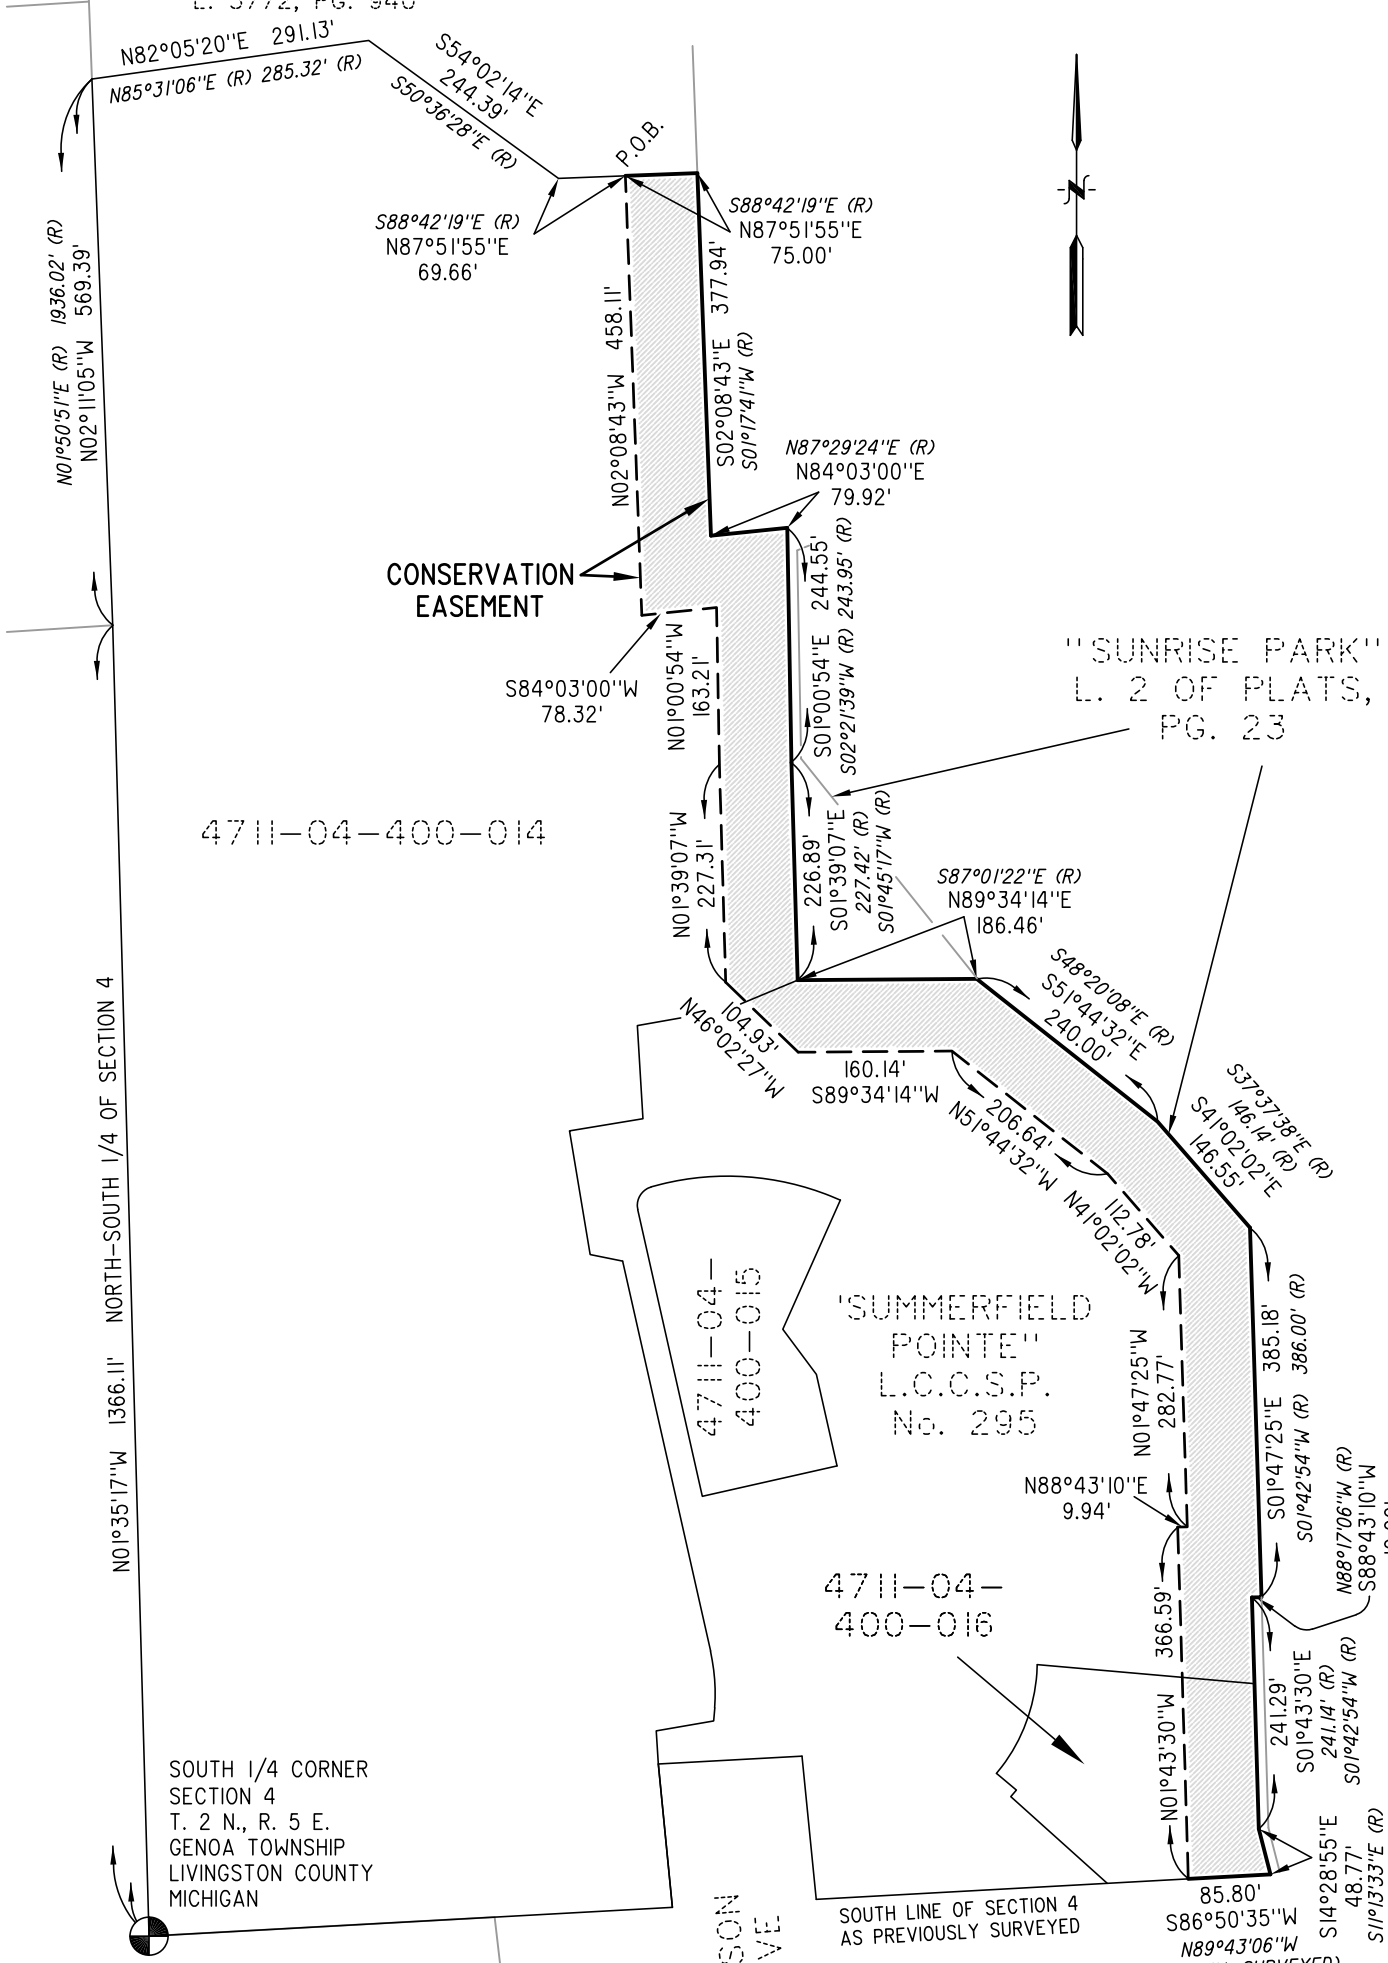 N82°05'20"E 291.13'
N85°31'06"E (R) 285.32' (R)
S54°02'14"E
244.39'
S50°36'28"E (R)
P.O.B.
S88°42'19"E (R)
N87°51'55"E
69.66'
S88°42'19"E (R)
N87°51'55"E
75.00'
N01°50'51"E (R) 1936.02' (R)
N02°11'05"W 569.39'
N02°08'43"W 458.11'
377.94'
S02°08'43"E
S01°17'41"W (R)
N87°29'24"E (R)
N84°03'00"E
79.92'
CONSERVATION
EASEMENT
S84°03'00"W
78.32'
N01°00'54"W
163.21'
S01°00'54"E 244.55'
S02°21'39"W (R) 243.95' (R)
"SUNRISE PARK"
L. 2 OF PLATS,
PG. 23
4711-04-400-014
N01°39'07"W
227.31'
226.89'
S01°39'07"E
227.42' (R)
S01°45'17"W (R)
S87°01'22"E (R)
N89°34'14"E
186.46'
104.93'
N46°02'27"W
160.14'
S89°34'14"W
S48°20'08"E (R)
S51°44'32"E
240.00'
206.64'
N51°44'32"W
S37°37'38"E (R)
146.14' (R)
S41°02'02"E
146.55'
112.78'
N41°02'02"W
N01°35'17"W 1366.11' NORTH-SOUTH 1/4 OF SECTION 4
4711-04-
400-015
'SUMMERFIELD
POINTE"
L.C.C.S.P.
No. 295
N01°47'25"W
282.77'
S01°47'25"E 385.18'
S01°42'54"W (R) 386.00' (R)
N88°43'10"E
9.94'
N88°17'06"W (R)
S88°43'10"W
4711-04-
400-016
N01°43'30"W 366.59'
241.29'
S01°43'30"E
241.14' (R)
S01°42'54"W (R)
SOUTH 1/4 CORNER
SECTION 4
T. 2 N., R. 5 E.
GENOA TOWNSHIP
LIVINGSTON COUNTY
MICHIGAN
S14°28'55"E
48.77'
S11°13'33"E (R)
85.80'
S86°50'35"W
N89°43'06"W
SOUTH LINE OF SECTION 4
AS PREVIOUSLY SURVEYED
N